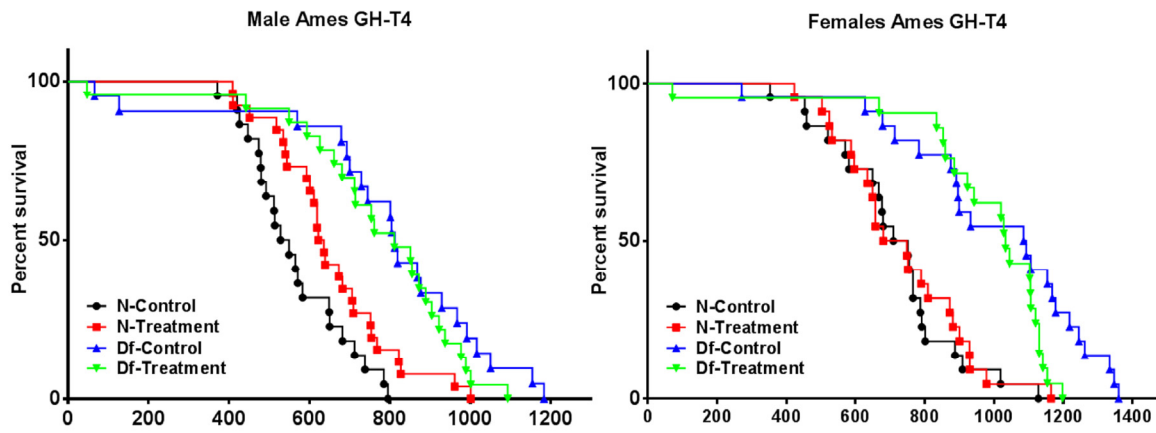 Male Ames GH-T4
Percent survival
100
50
0
N-Control
N-Treatment
Df-Control
Df-Treatment
0 200 400 600 800 1000 1200
Females Ames GH-T4
Percent survival
100
50
0
N-Control
N-Treatment
Df-Control
Df-Treatment
0 200 400 600 800 1000 1200 1400